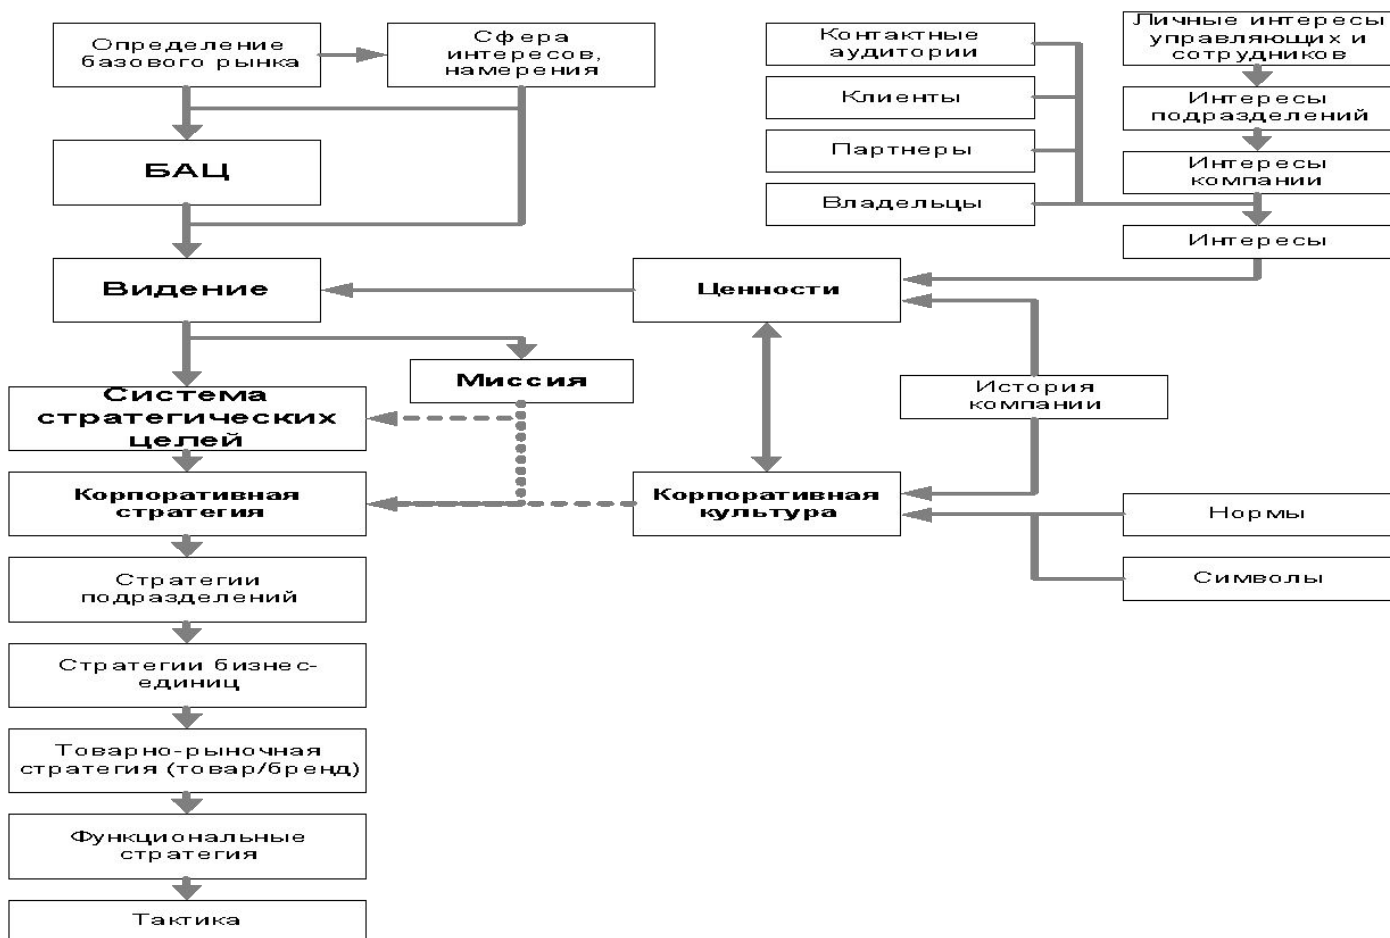 Определение
базового рынка
Сфера
интересов,
намерения
Контактные
аудитории
Личные интересы
управляющих и
сотрудников
Клиенты
Интересы
подразделений
БАЦ
Партнеры
Интересы
компании
Владельцы
Интересы
Видение
Ценности
Миссия
Система
стратегических
целей
История
компании
Корпоративная
стратегия
Корпоративная
культура
Нормы
Стратегии
подразделений
Символы
Стратегии бизнес-
единиц
Товарно-рыночная
стратегия (товар/бренд)
Функциональные
стратегия
Тактика